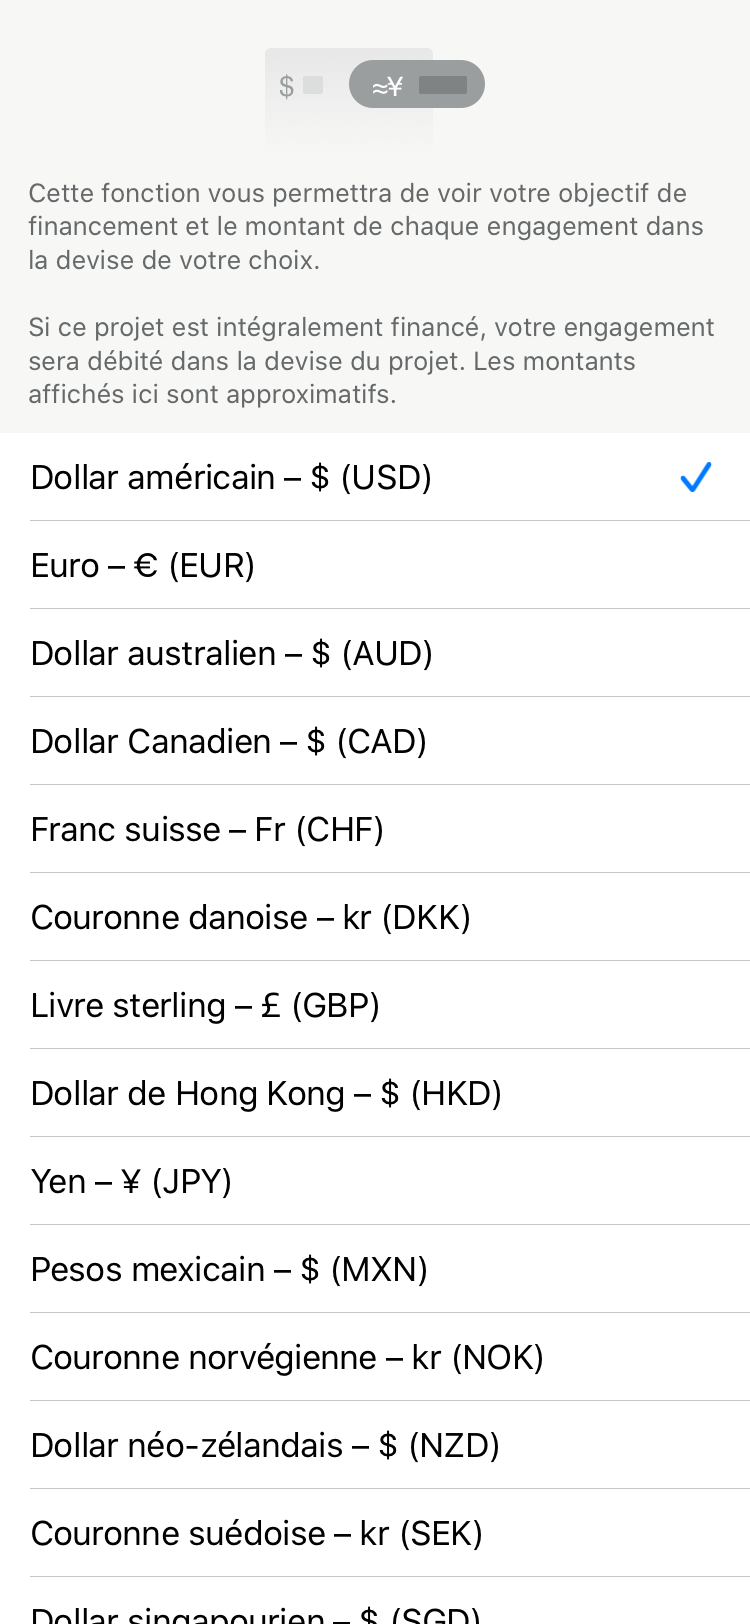 $ ≈¥
Cette fonction vous permettra de voir votre objectif de
financement et le montant de chaque engagement dans
la devise de votre choix.
Si ce projet est intégralement financé, votre engagement
sera débité dans la devise du projet. Les montants
affichés ici sont approximatifs.
Dollar américain – $ (USD)
Euro – € (EUR)
Dollar australien – $ (AUD)
Dollar Canadien – $ (CAD)
Franc suisse – Fr (CHF)
Couronne danoise – kr (DKK)
Livre sterling – £ (GBP)
Dollar de Hong Kong – $ (HKD)
Yen – ¥ (JPY)
Pesos mexicain – $ (MXN)
Couronne norvégienne – kr (NOK)
Dollar néo-zélandais – $ (NZD)
Couronne suédoise – kr (SEK)
Dollar singapourien – $ (SGD)